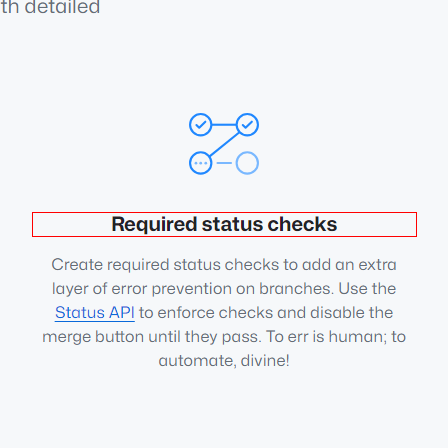 th detailed
Required status checks
Create required status checks to add an extra
layer of error prevention on branches. Use the
Status API to enforce checks and disable the
merge button until they pass. To err is human; to
automate, divine!